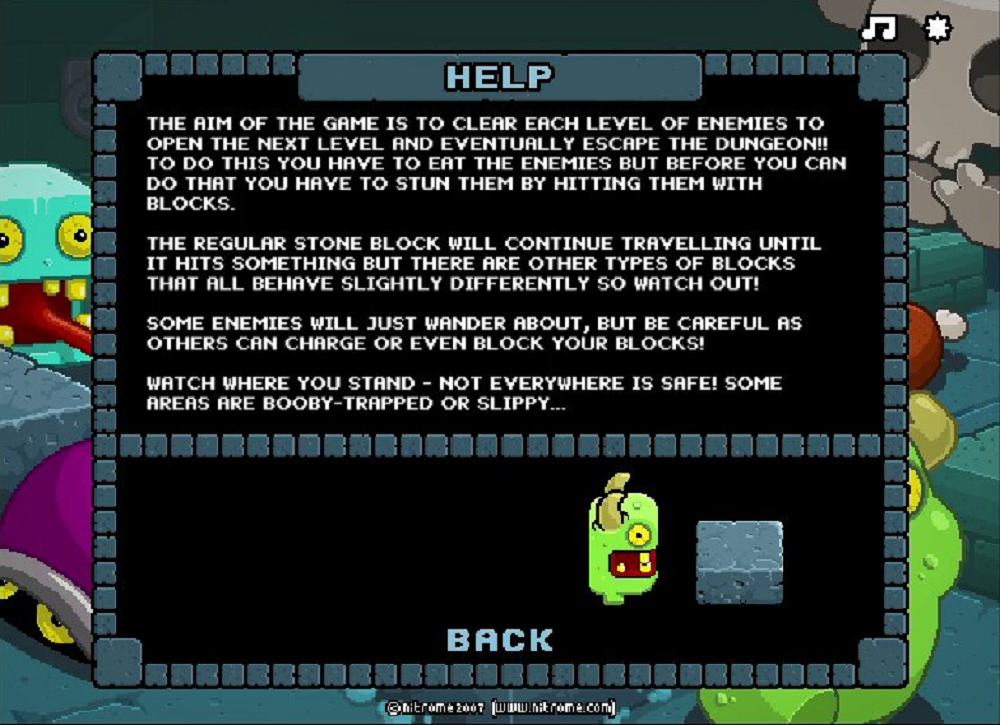 HELP
THE AIM OF THE GAME IS TO CLEAR EACH LEVEL OF ENEMIES TO
OPEN THE NEXT LEVEL AND EVENTUALLY ESCAPE THE DUNGEON!!
TO DO THIS YOU HAVE TO EAT THE ENEMIES BUT BEFORE YOU CAN
DO THAT YOU HAVE TO STUN THEM BY HITTING THEM WITH
BLOCKS.
THE REGULAR STONE BLOCK WILL CONTINUE TRAVELLING UNTIL
IT HITS SOMETHING BUT THERE ARE OTHER TYPES OF BLOCKS
THAT ALL BEHAVE SLIGHTLY DIFFERENTLY SO WATCH OUT!
SOME ENEMIES WILL JUST WANDER ABOUT, BUT BE CAREFUL AS
OTHERS CAN CHARGE OR EVEN BLOCK YOUR BLOCKS!
WATCH WHERE YOU STAND - NOT EVERYWHERE IS SAFE! SOME
AREAS ARE BOOBY-TRAPPED OR SLIPPY...
BACK
©nitrome2007 [www.nitrome.com]